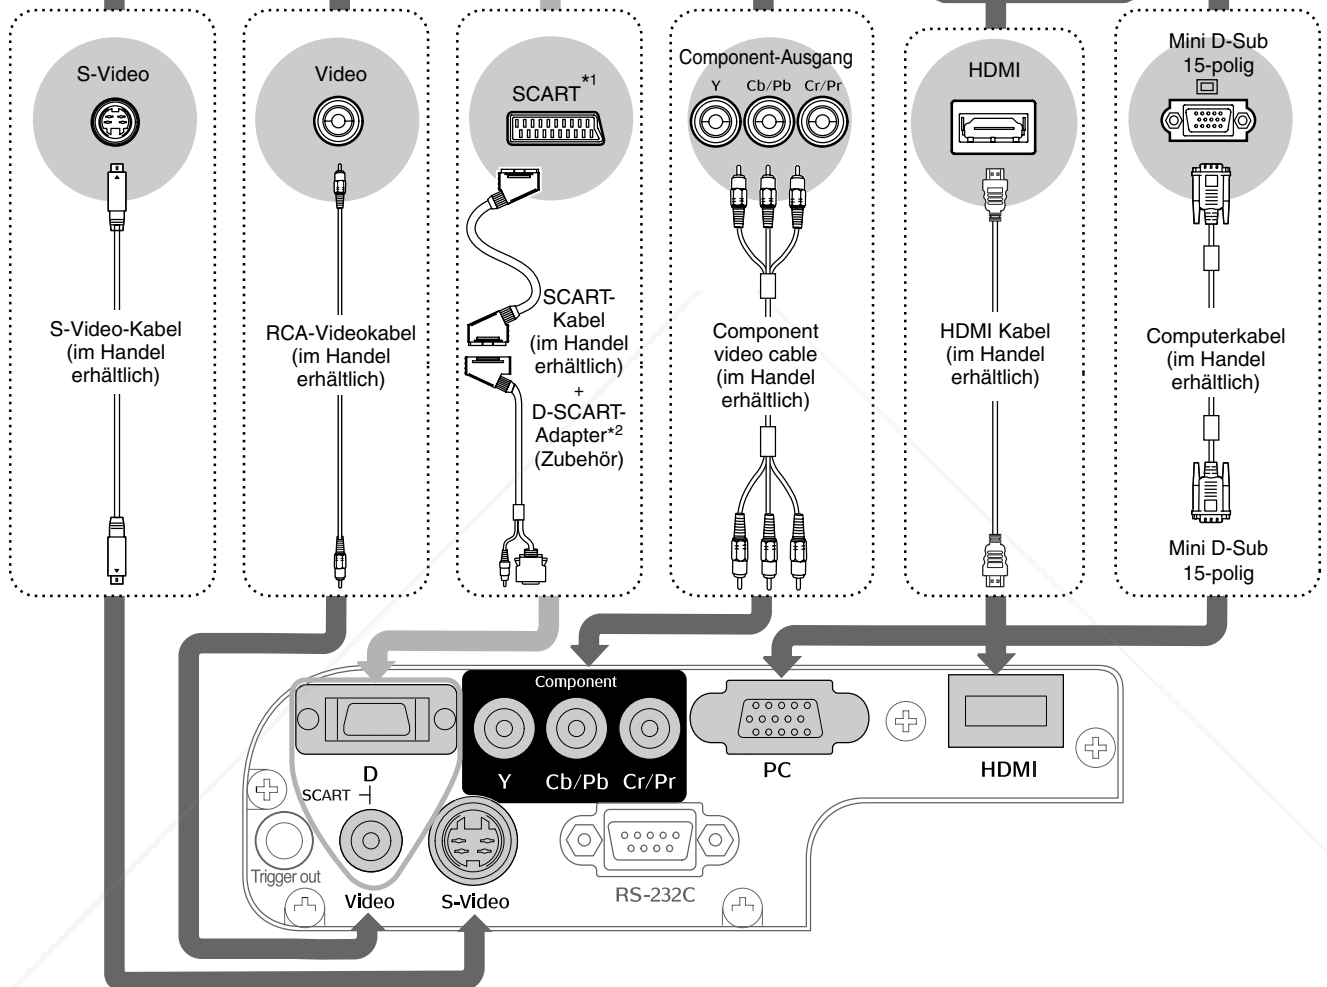 S-Video
S-Video-Kabel
(im Handel
erhältlich)
Video
RCA-Videokabel
(im Handel
erhältlich)
SCART*1
SCART-
Kabel
(im Handel
erhältlich)
+
D-SCART-
Adapter*2
(Zubehör)
Component-Ausgang
Y Cb/Pb Cr/Pr
Component
video cable
(im Handel
erhältlich)
HDMI
HDMI Kabel
(im Handel
erhältlich)
Mini D-Sub
15-polig
Computerkabel
(im Handel
erhältlich)
Mini D-Sub
15-polig
Component
Y Cb/Pb Cr/Pr
PC
HDMI
D
SCART
Trigger out
Video
S-Video
RS-232C